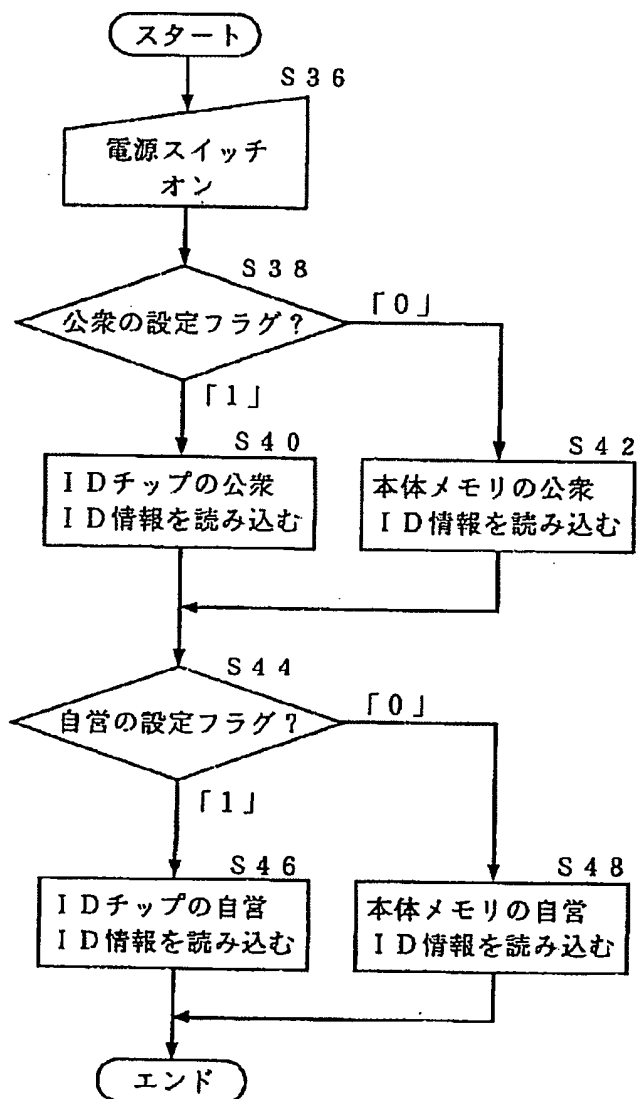 スタート
S36
電源スイッチ
オン
S38
公衆の設定フラグ?
「0」
「1」
S40
IDチップの公衆
ID情報を読み込む
S42
本体メモリの公衆
ID情報を読み込む
S44
自営の設定フラグ?
「0」
「1」
S46
IDチップの自営
ID情報を読み込む
S48
本体メモリの自営
ID情報を読み込む
エンド